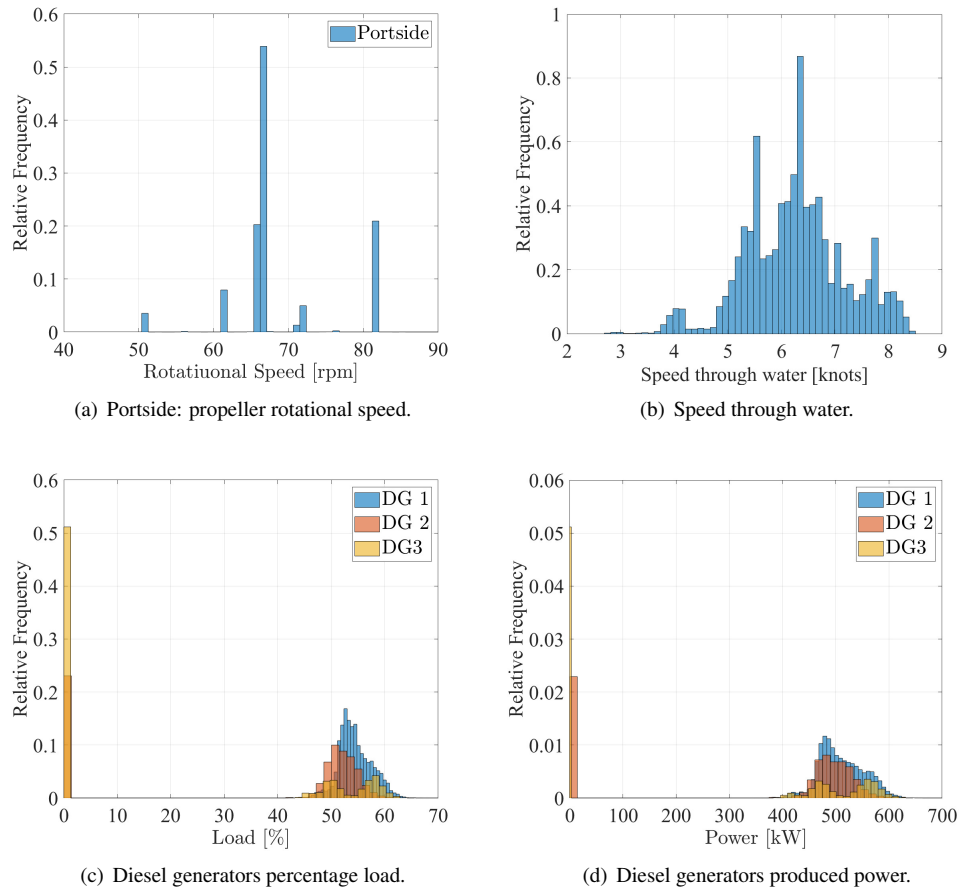 0.6
0.5
0.4
0.3
0.2
0.1
0
40 50 60 70 80 90
Relative Frequency
Rotatiuonal Speed [rpm]
Portside
(a) Portside: propeller rotational speed.
1
0.8
0.6
0.4
0.2
0
2 3 4 5 6 7 8 9
Relative Frequency
Speed through water [knots]
(b) Speed through water.
0.6
0.5
0.4
0.3
0.2
0.1
0
0 10 20 30 40 50 60 70
Relative Frequency
Load [%]
DG 1
DG 2
DG3
(c) Diesel generators percentage load.
0.06
0.05
0.04
0.03
0.02
0.01
0
0 100 200 300 400 500 600 700
Relative Frequency
Power [kW]
DG 1
DG 2
DG3
(d) Diesel generators produced power.